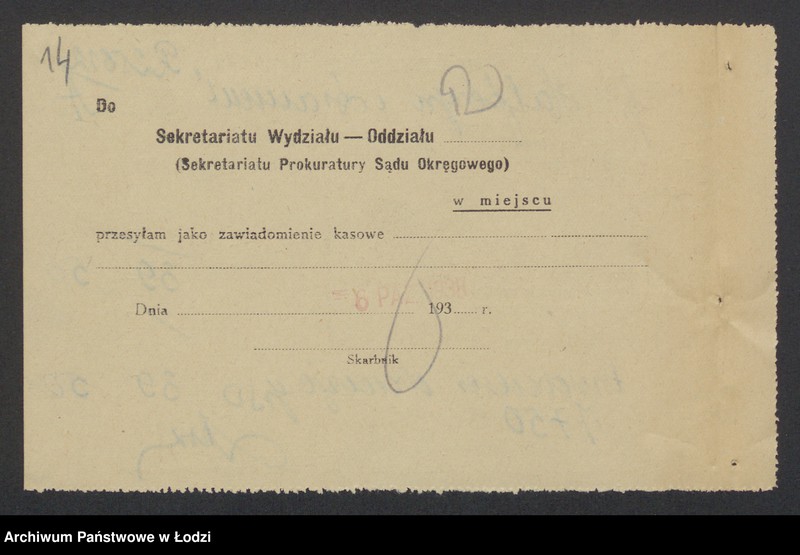 14
Do
Sekretariatu Wydziału — Oddziału
(Sekretariatu Prokuratury Sądu Okręgowego)
w miejscu
przesyłam jako zawiadomienie kasowe
Dnia 193 r.
Skarbnik
Archiwum Państwowe w Łodzi